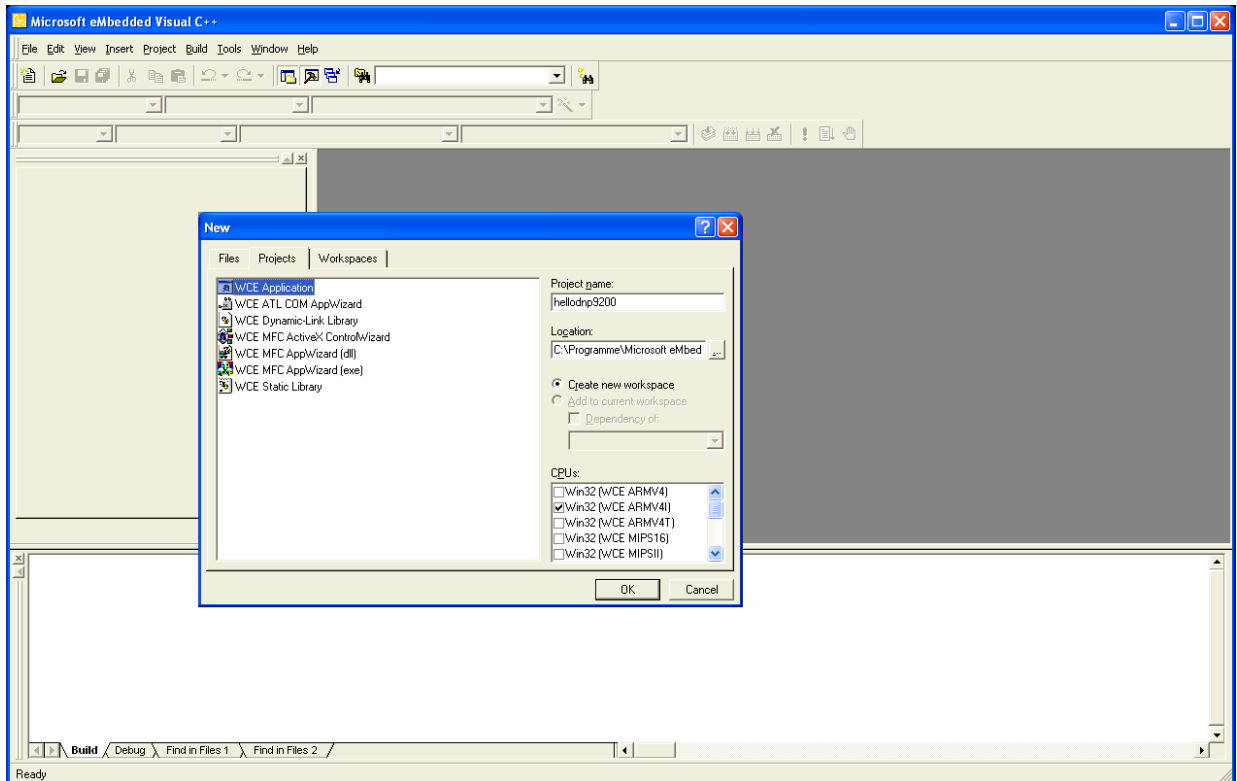 Microsoft eMbedded Visual C++
File Edit View Insert Project Build Tools Window Help
New
Files Projects Workspaces
WCE Application
WCE ATL COM AppWizard
WCE Dynamic-Link Library
WCE MFC ActiveX ControlWizard
WCE MFC AppWizard (dll)
WCE MFC AppWizard (exe)
WCE Static Library
Project name:
hellodnp9200
Location:
C:\Programme\Microsoft eMbed
...
Create new workspace
Add to current workspace
Dependency of:
CPUs:
Win32 (WCE ARMV4)
Win32 (WCE ARMV4I)
Win32 (WCE ARMV4T)
Win32 (WCE MIPS16)
Win32 (WCE MIPSII)
OK Cancel
Build Debug Find in Files 1 Find in Files 2
Ready